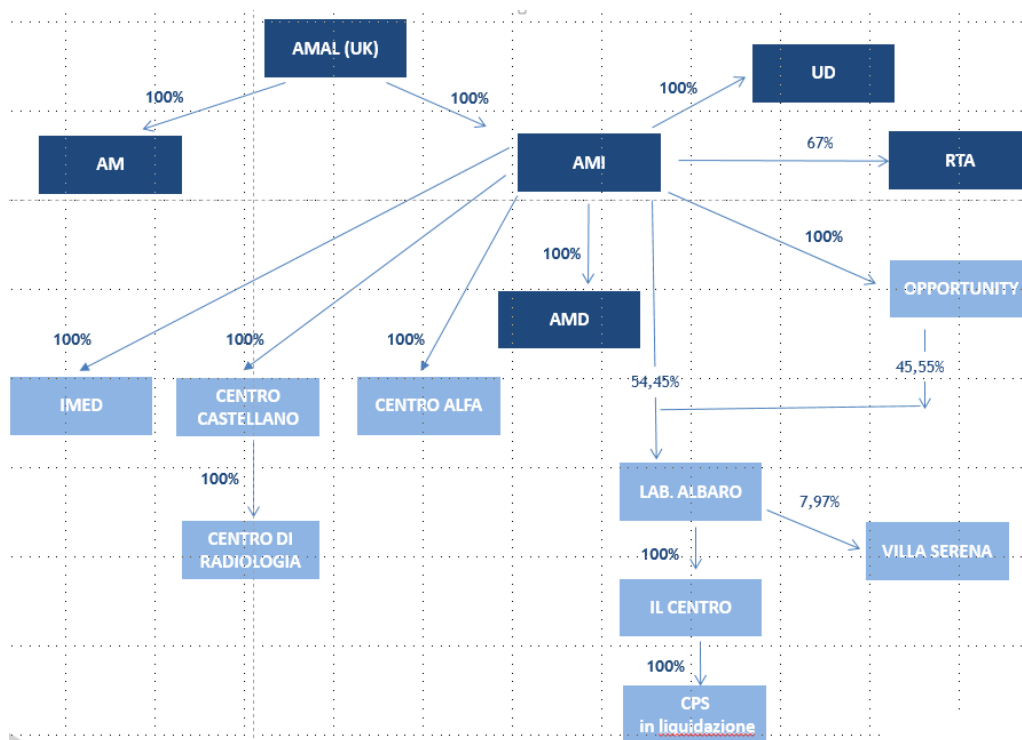 AMAL (UK)
UD
100%
100%
100%
AM
AMI
67%
RTA
100%
100%
OPPORTUNITY
AMD
100%
100%
100%
54,45%
45,55%
IMED
CENTRO
CASTELLANO
CENTRO ALFA
100%
LAB. ALBARO
7,97%
CENTRO DI
RADIOLOGIA
100%
VILLA SERENA
IL CENTRO
100%
CPS
in liquidazione